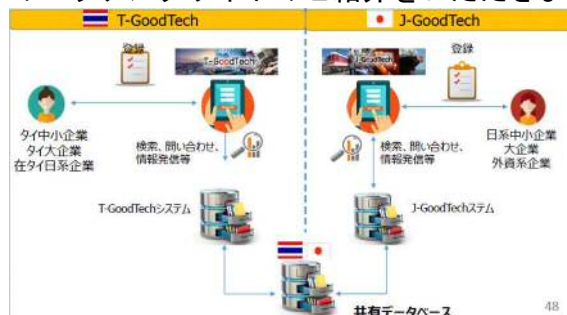 T-GoodTech
J-GoodTech
登録
登録
T-GoodTech
J-GoodTech
タイ中小企業
タイ大企業
在タイ日系企業
検索、問い合わせ、
情報発信等
検索、問い合わせ、
情報発信等
日系中小企業
大企業
外資系企業
T-GoodTechシステム
J-GoodTechステム
共有データベース
48